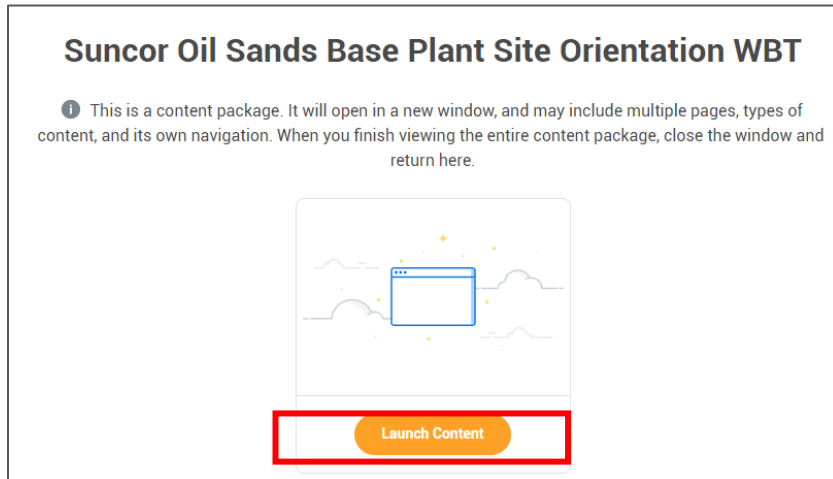 Suncor Oil Sands Base Plant Site Orientation WBT
This is a content package. It will open in a new window, and may include multiple pages, types of
content, and its own navigation. When you finish viewing the entire content package, close the window and
return here.
Launch Content